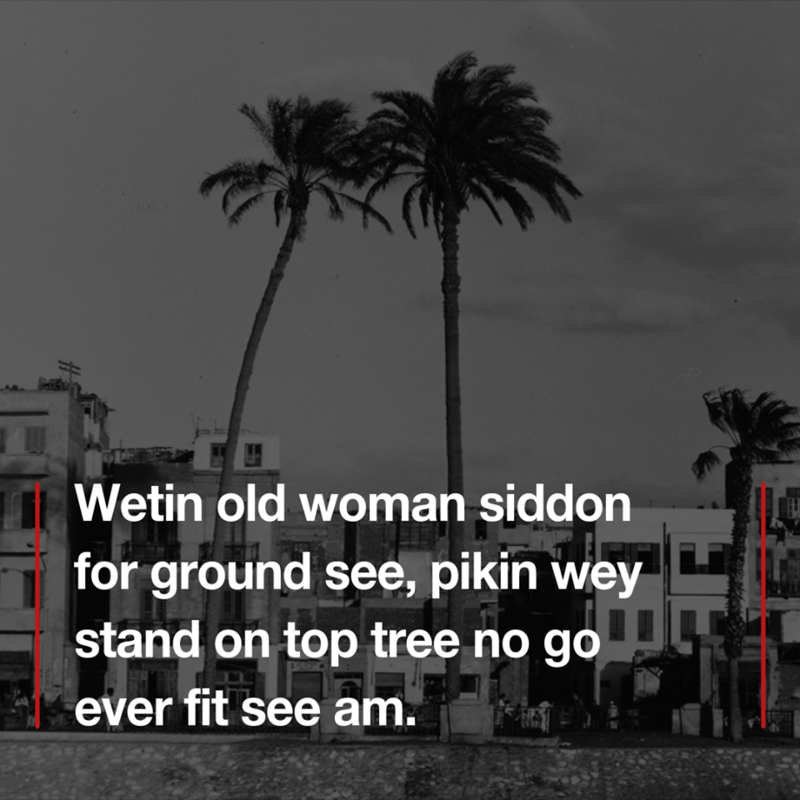 Wetin old woman siddon
for ground see, pikin wey
stand on top tree no go
ever fit see am.